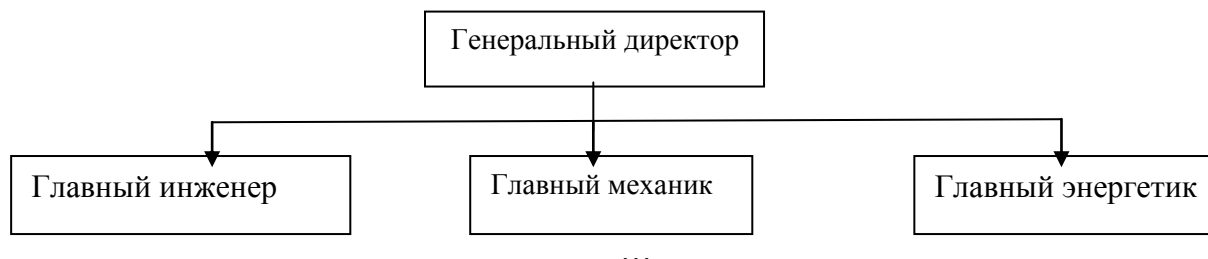 Генеральный директор
Главный инженер
Главный механик
Главный энергетик
...